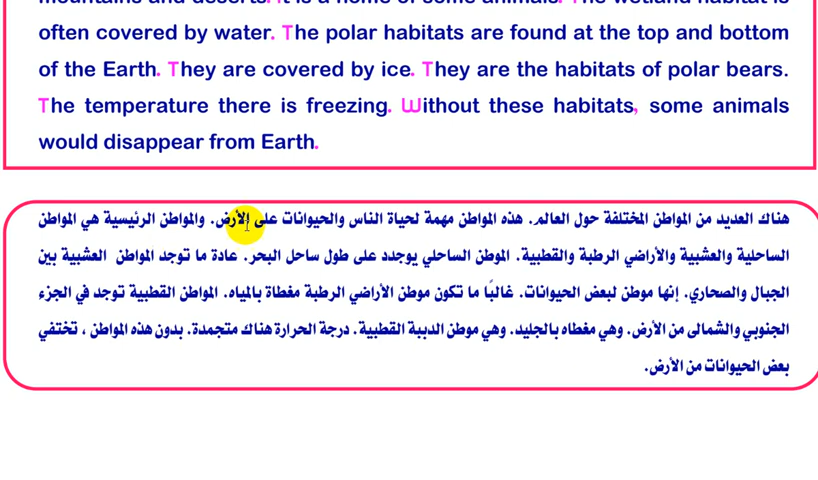 mountains and deserts. It is a home of some animals. The wetland habitat is
often covered by water. The polar habitats are found at the top and bottom
of the Earth. They are covered by ice. They are the habitats of polar bears.
The temperature there is freezing. Without these habitats, some animals
would disappear from Earth.
هناك العديد من المواطن المختلفة حول العالم. هذه المواطن مهمة لحياة الناس والحيوانات على الأرض. والمواطن الرئيسية هي المواطن
الساحلية والعشبية والأراضي الرطبة والقطبية. الموطن الساحلي يوجدد على طول ساحل البحر. عادة ما توجد المواطن العشبية بين
الجبال والصحاري. إنها موطن لبعض الحيوانات. غالبًا ما تكون موطن الأراضي الرطبة مغطاة بالمياه. المواطن القطبية توجد في الجزء
الجنوبي والشمالى من الأرض. وهي مغطاه بالجليد. وهي موطن الدببة القطبية. درجة الحرارة هناك متجمدة. بدون هذه المواطن ، تختفي
بعض الحيوانات من الأرض.